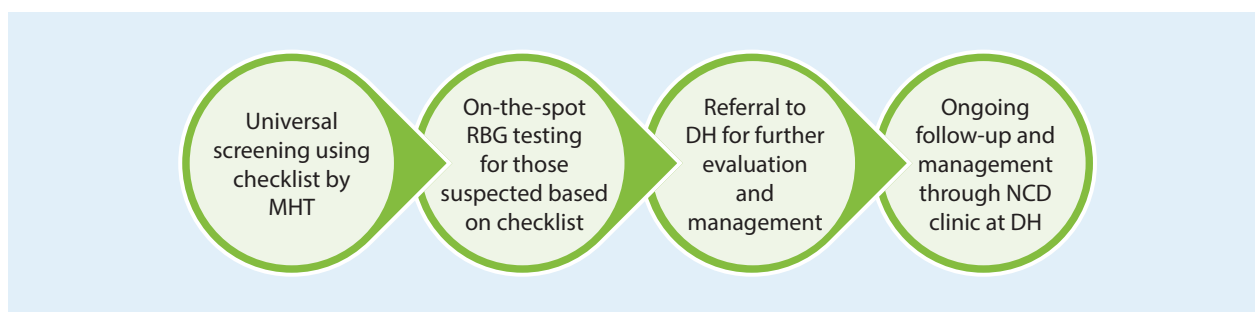 Universal
screening using
checklist by
MHT
On-the-spot
RBG testing
for those
suspected based
on checklist
Referral to
DH for further
evaluation
and
management
Ongoing
follow-up and
management
through NCD
clinic at DH